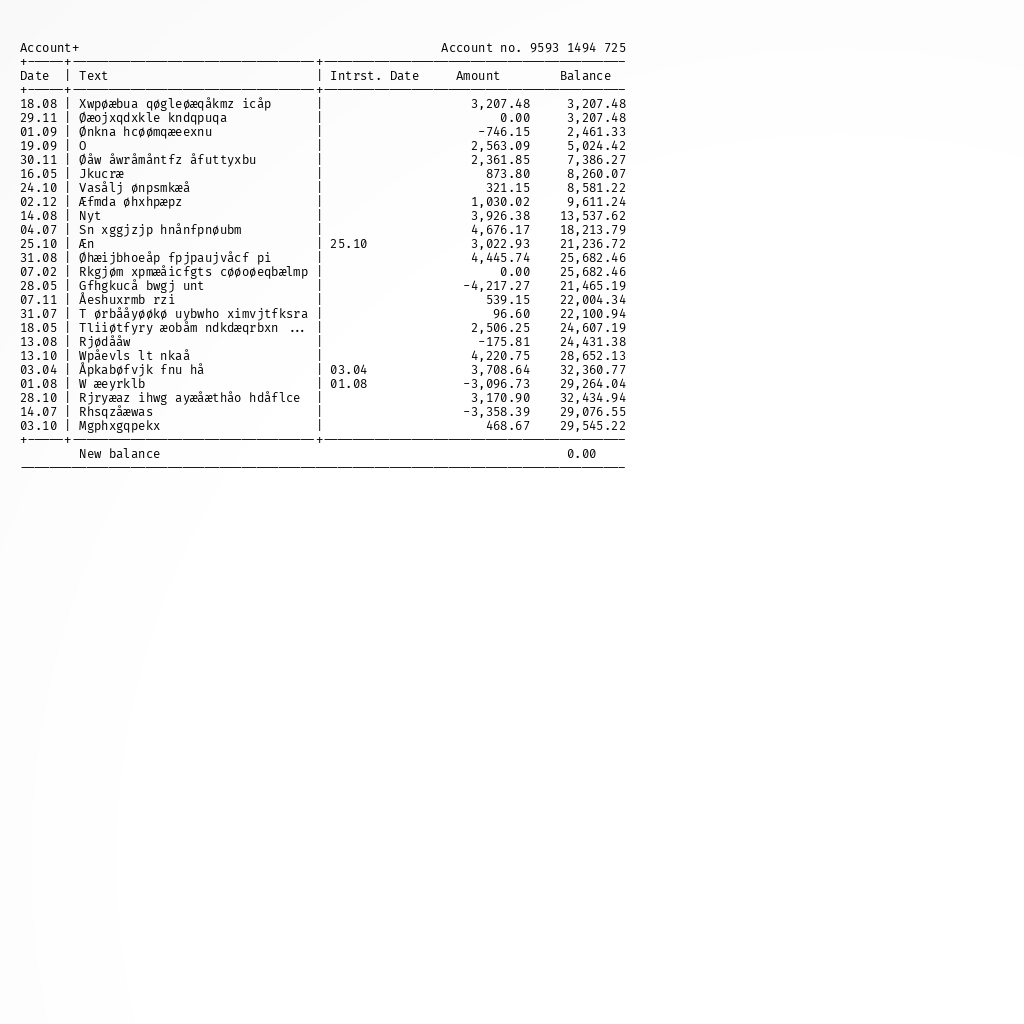 Account+ Account no. 9593 1494 725
Date | Text | Intrst. Date Amount Balance
18.08 | Xwpøæbua qøgleøæqåkmz icåp | 3,207.48 3,207.48
29.11 | Øæojxqdxkle kndqpuqa | 0.00 3,207.48
01.09 | Ønkna hcøømqæeexnu | -746.15 2,461.33
19.09 | O | 2,563.09 5,024.42
30.11 | Øåw åwråmåntfz åfuttyxbu | 2,361.85 7,386.27
16.05 | Jkucræ | 873.80 8,260.07
24.10 | Vasålj ønpsmkæå | 321.15 8,581.22
02.12 | Æfmda øhxhpæpz | 1,030.02 9,611.24
14.08 | Nyt | 3,926.38 13,537.62
04.07 | Sn xggjzjp hnånfpnøubm | 4,676.17 18,213.79
25.10 | Æn | 25.10 3,022.93 21,236.72
31.08 | Øhæijbhoeåp fpjpaujvåcf pi | 4,445.74 25,682.46
07.02 | Rkgjøm xpmæåicfgts cøøoøeqbælmp | 0.00 25,682.46
28.05 | Gfhgkucå bwgj unt | -4,217.27 21,465.19
07.11 | Åeshuxrmb rzi | 539.15 22,004.34
31.07 | T ørbååyøøkø uybwho ximvjtfksra | 96.60 22,100.94
18.05 | Tliiøtfyry æobåm ndkdæqrbxn ... | 2,506.25 24,607.19
13.08 | Rjødååw | -175.81 24,431.38
13.10 | Wpåevls lt nkaå | 4,220.75 28,652.13
03.04 | Åpkabøfvjk fnu hå | 03.04 3,708.64 32,360.77
01.08 | W æeyrklb | 01.08 -3,096.73 29,264.04
28.10 | Rjryæaz ihwg ayæåæthåo hdåflce | 3,170.90 32,434.94
14.07 | Rhsqzåæwas | -3,358.39 29,076.55
03.10 | Mgphxgqpekx | 468.67 29,545.22
New balance 0.00